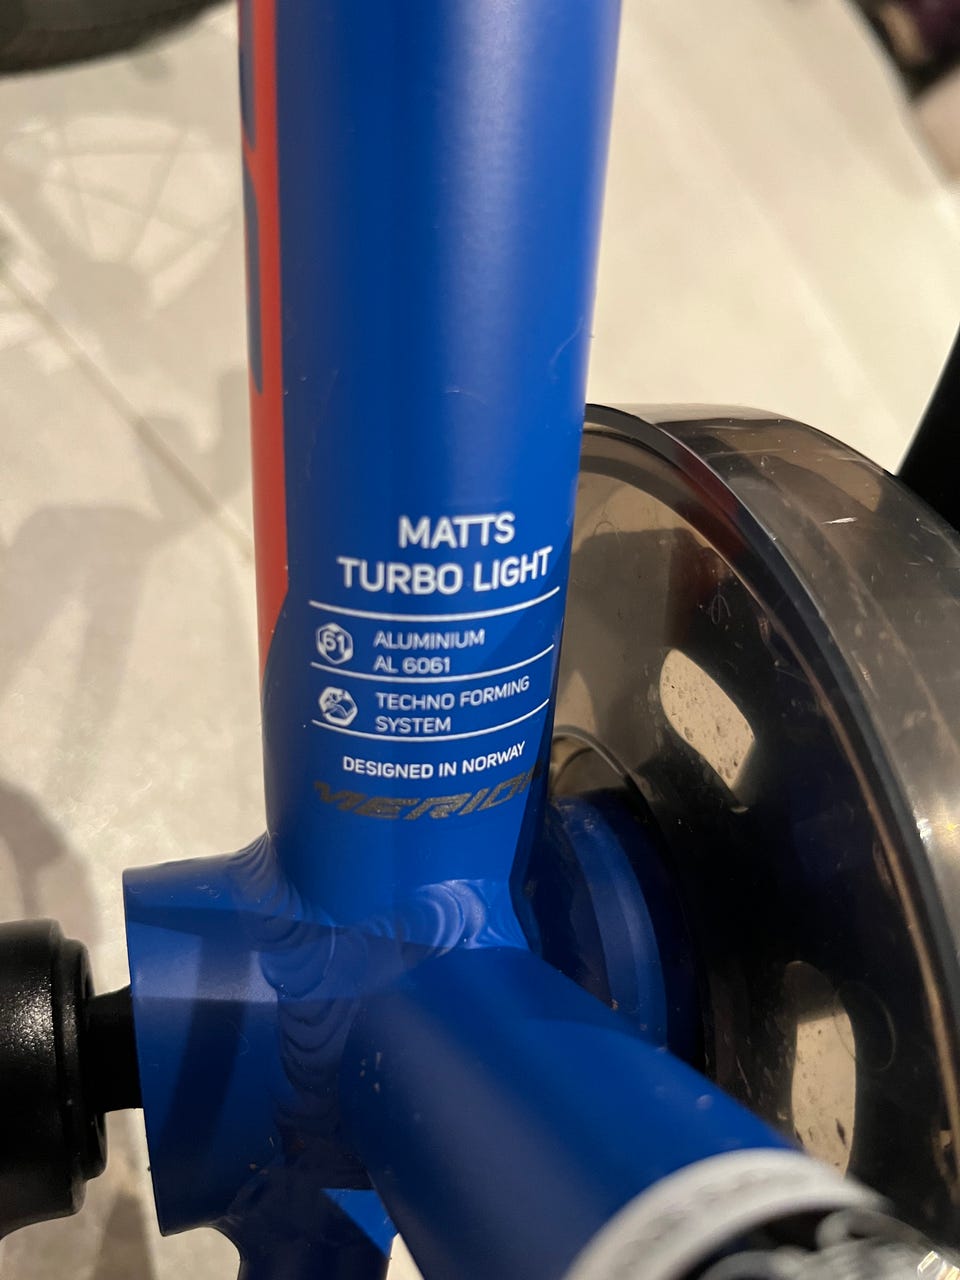 MATTS
TURBO LIGHT
61 ALUMINIUM
AL 6061
TECHNO FORMING
SYSTEM
DESIGNED IN NORWAY